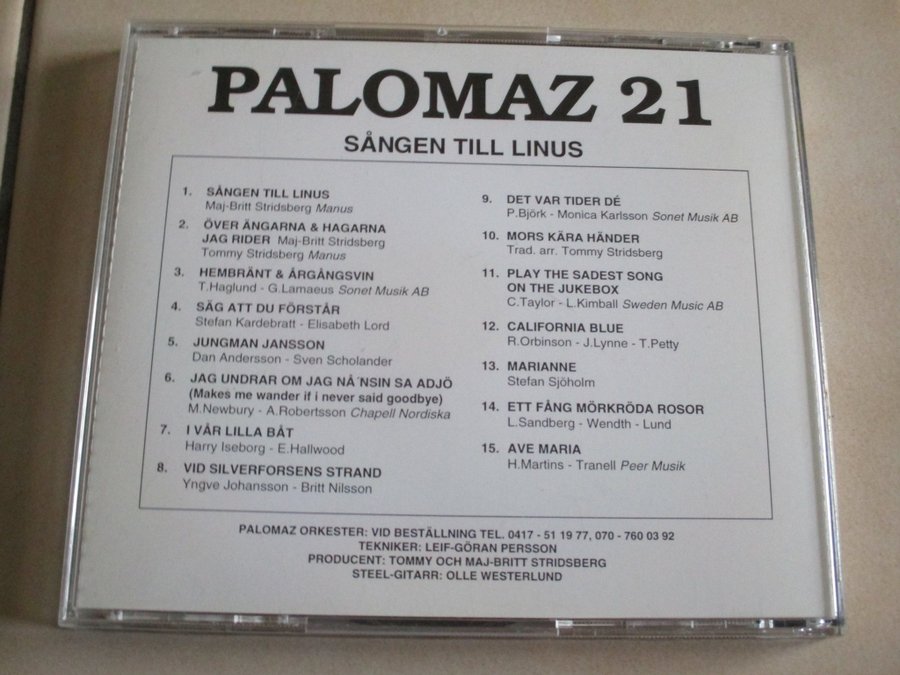 PALOMAZ 21
SÅNGEN TILL LINUS
1. SÅNGEN TILL LINUS
Maj-Britt Stridsberg Manus
2. ÖVER ÄNGARNA & HAGARNA
JAG RIDER Maj-Britt Stridsberg
Tommy Stridsberg Manus
3. HEMBRÄNT & ÅRGÅNGSVIN
T.Haglund - G.Lamaeus Sonet Musik AB
4. SÄG ATT DU FÖRSTÅR
Stefan Kardebratt - Elisabeth Lord
5. JUNGMAN JANSSON
Dan Andersson - Sven Scholander
6. JAG UNDRAR OM JAG NÅ´NSIN SA ADJÖ
(Makes me wander if i never said goodbye)
M.Newbury - A.Robertsson Chapell Nordiska
7. I VÅR LILLA BÅT
Harry Iseborg - E.Hallwood
8. VID SILVERFORSENS STRAND
Yngve Johansson - Britt Nilsson
9. DET VAR TIDER DÉ
P.Björk - Monica Karlsson Sonet Musik AB
10. MORS KÄRA HÄNDER
Trad. arr. Tommy Stridsberg
11. PLAY THE SADEST SONG
ON THE JUKEBOX
C.Taylor - L.Kimball Sweden Music AB
12. CALIFORNIA BLUE
R.Orbinson - J.Lynne - T.Petty
13. MARIANNE
Stefan Sjöholm
14. ETT FÅNG MÖRKRÖDA ROSOR
L.Sandberg - Wendth - Lund
15. AVE MARIA
H.Martins - Tranell Peer Musik
PALOMAZ ORKESTER: VID BESTÄLLNING TEL. 0417 - 51 19 77, 070 - 760 03 92
TEKNIKER: LEIF-GÖRAN PERSSON
PRODUCENT: TOMMY OCH MAJ-BRITT STRIDSBERG
STEEL-GITARR: OLLE WESTERLUND